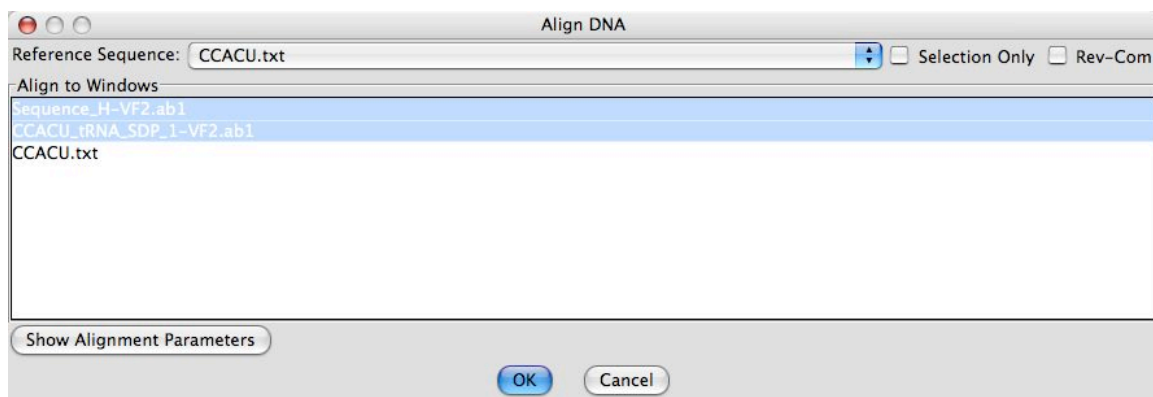 Align DNA
Reference Sequence: CCACU.txt Selection Only Rev-Com
Align to Windows
Sequence_H-VF2.ab1
CCACU_tRNA_SDP_1-VF2.ab1
CCACU.txt
Show Alignment Parameters
OK Cancel